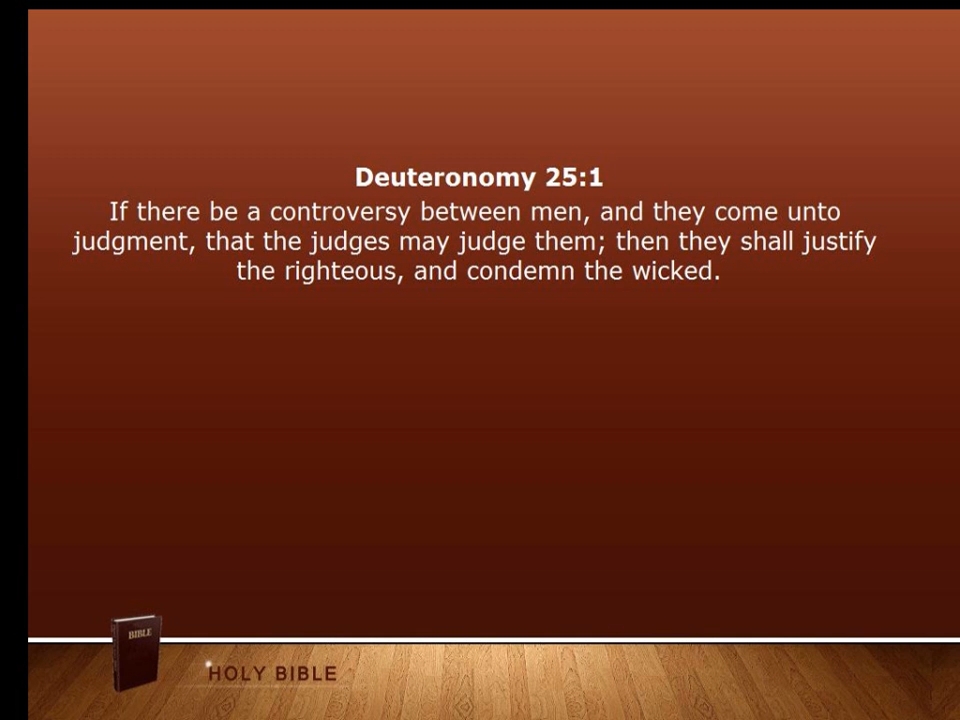 Deuteronomy 25:1
If there be a controversy between men, and they come unto
judgment, that the judges may judge them; then they shall justify
the righteous, and condemn the wicked.
BIBLE
HOLY BIBLE